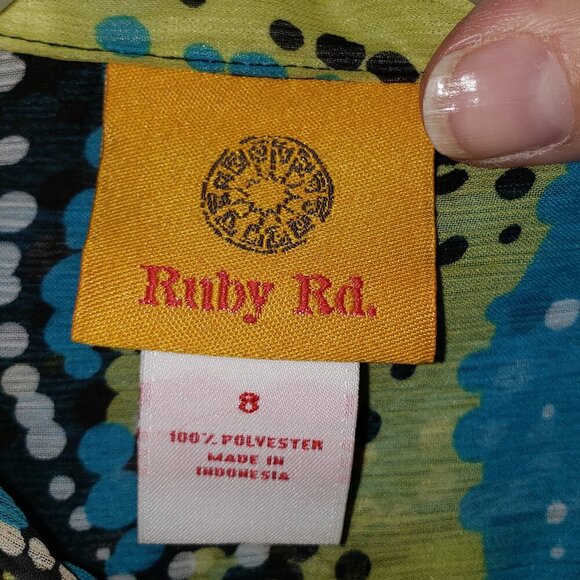 Ruby Rd.
8
100% POLYESTER
MADE IN
INDONESIA